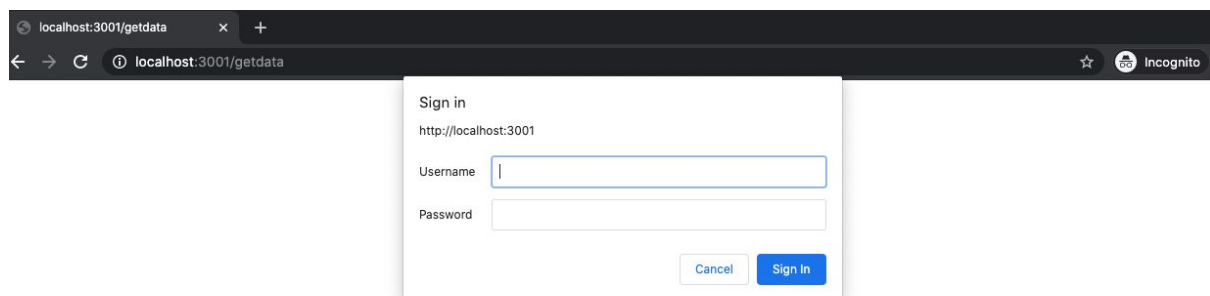 localhost:3001/getdata
localhost:3001/getdata
Incognito
Sign in
http://localhost:3001
Username
Password
Cancel Sign In